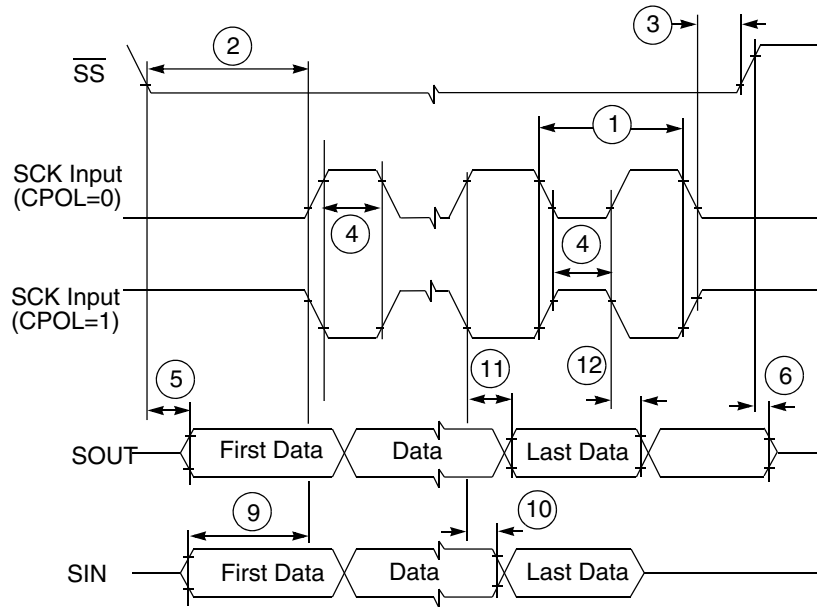 3
2
SS
1
SCK Input
(CPOL=0)
4
4
SCK Input
(CPOL=1)
5
11
12
6
SOUT
First Data
Data
Last Data
9
10
SIN
First Data
Data
Last Data